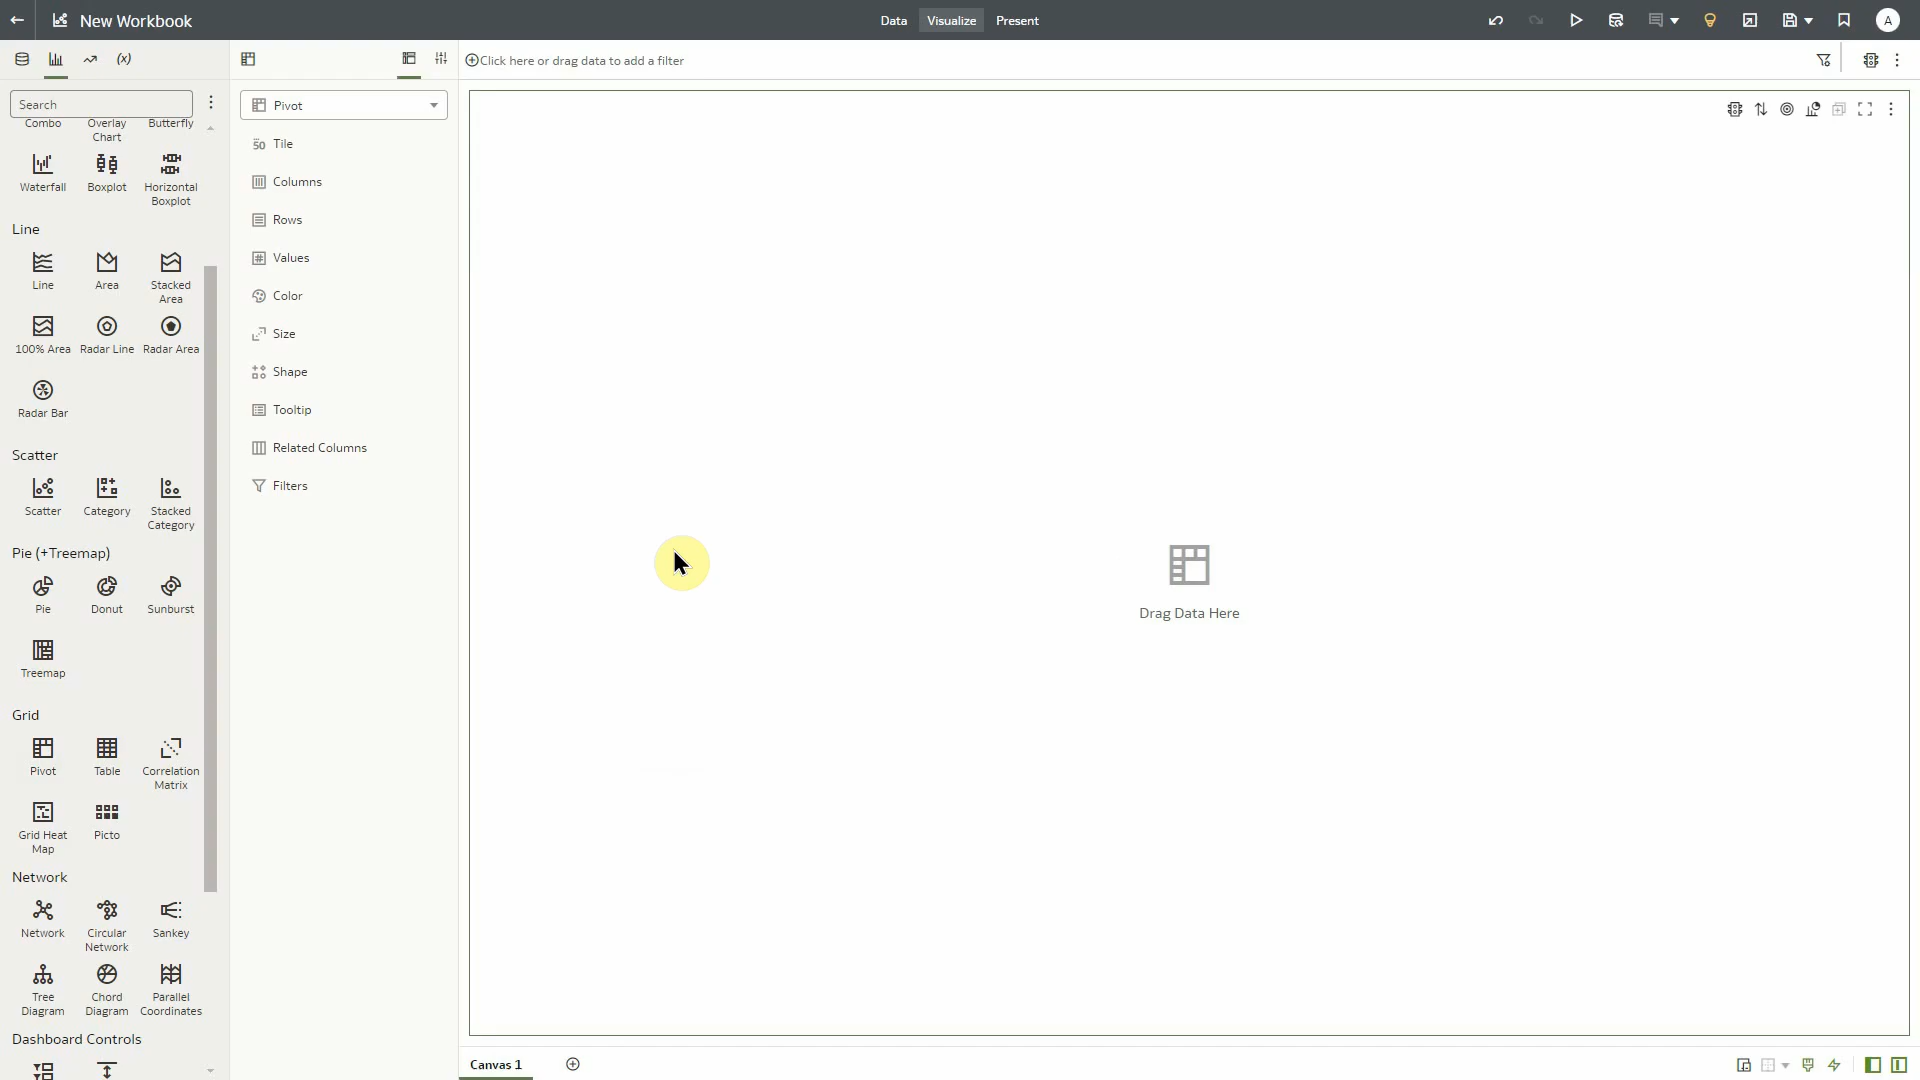 New Workbook
Data Visualize Present
A
(x)
Click here or drag data to add a filter
Search
Combo Overlay Chart Butterfly
Waterfall Boxplot Horizontal Boxplot
Line
Line Area Stacked Area
100% Area Radar Line Radar Area
Radar Bar
Scatter
Scatter Category Stacked Category
Pie (+Treemap)
Pie Donut Sunburst
Treemap
Grid
Pivot Table Correlation Matrix
Grid Heat Map Picto
Network
Network Circular Network Sankey
Tree Diagram Chord Diagram Parallel Coordinates
Dashboard Controls
Pivot
50 Tile
Columns
Rows
Values
Color
Size
Shape
Tooltip
Related Columns
Filters
Drag Data Here
Canvas 1